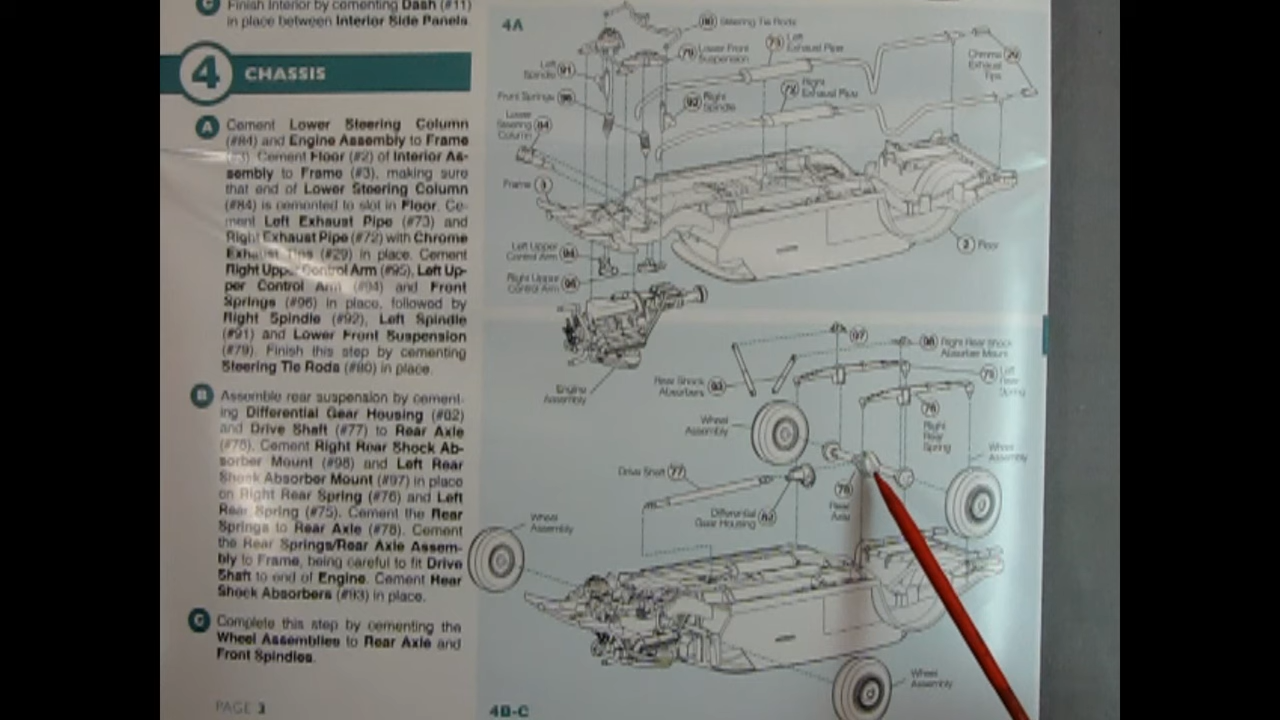 C Finish Interior by cementing Dash (#11)
in place between Interior Side Panels.
4 CHASSIS
A Cement Lower Steering Column
(#84) and Engine Assembly to Frame
(#3). Cement Floor (#2) of Interior As-
sembly to Frame (#3), making sure
that end of Lower Steering Column
(#84) is cemented to slot in Floor. Ce-
ment Left Exhaust Pipe (#73) and
Right Exhaust Pipe (#72) with Chrome
Exhaust Tips (#29) in place. Cement
Right Upper Control Arm (#95), Left Up-
per Control Arm (#94) and Front
Springs (#96) in place, followed by
Right Spindle (#92), Left Spindle
(#91) and Lower Front Suspension
(#79). Finish this step by cementing
Steering Tie Rods (#80) in place.
B Assemble rear suspension by cement-
ing Differential Gear Housing (#82)
and Drive Shaft (#77) to Rear Axle
(#78). Cement Right Rear Shock Ab-
sorber Mount (#98) and Left Rear
Shock Absorber Mount (#97) in place
on Right Rear Spring (#76) and Left
Rear Spring (#75). Cement the Rear
Springs to Rear Axle (#78). Cement
the Rear Springs/Rear Axle Assem-
bly to Frame, being careful to fit Drive
Shaft to end of Engine. Cement Rear
Shock Absorbers (#93) in place.
C Complete this step by cementing the
Wheel Assemblies to Rear Axle and
Front Spindles.
PAGE 3
4A
80 Steering Tie Rods
79 Lower Front
Suspension
73 Left
Exhaust Pipe
Chrome 29
Exhaust
Tips
Left
Spindle 91
72 Right
Exhaust Pipe
Front Springs 96
92 Right
Spindle
Lower
Steering 84
Column
Frame 3
2 Floor
Left Upper
Control Arm 94
Right Upper
Control Arm 95
Engine
Assembly
97
98 Right Rear Shock
Absorber Mount
75 Left
Rear
Spring
Rear Shock
Absorbers 93
76
Right
Rear
Spring
Wheel
Assembly
Wheel
Assembly
Drive Shaft 77
78
Rear
Axle
Differential
Gear Housing 82
Wheel
Assembly
Wheel
Assembly
4B-C